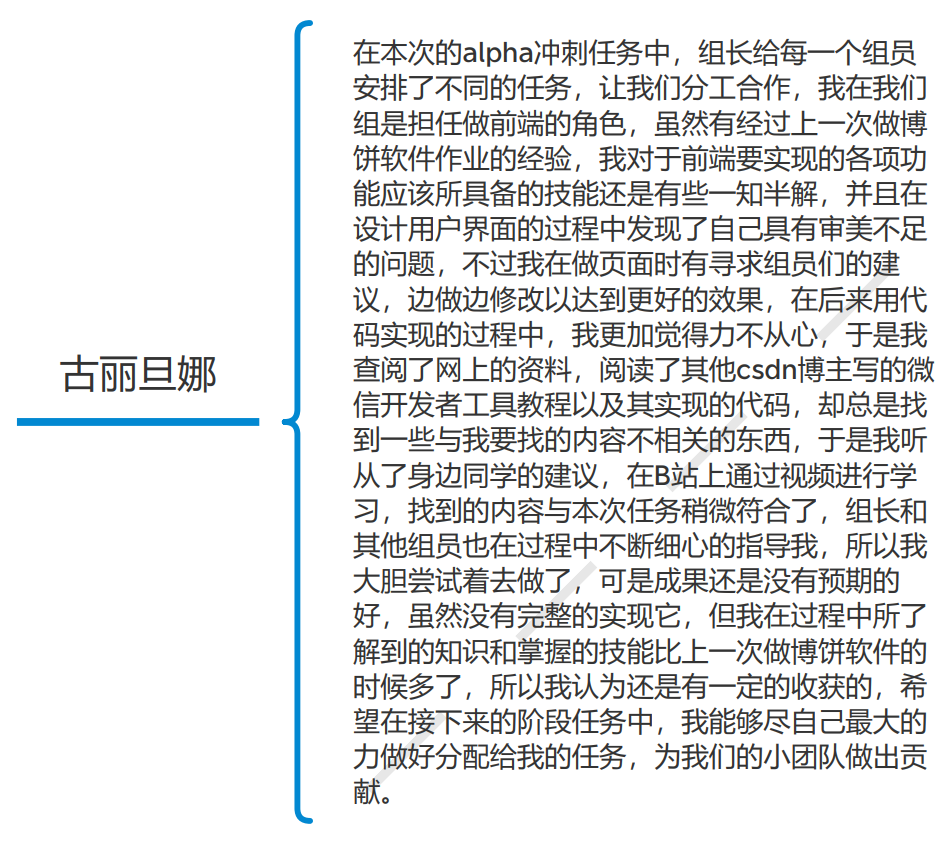 古丽旦娜
在本次的alpha冲刺任务中，组长给每一个组员
安排了不同的任务，让我们分工合作，我在我们
组是担任做前端的角色，虽然有经过上一次做博
饼软件作业的经验，我对于前端要实现的各项功
能应该所具备的技能还是有些一知半解，并且在
设计用户界面的过程中发现了自己具有审美不足
的问题，不过我在做页面时有寻求组员们的建
议，边做边修改以达到更好的效果，在后来用代
码实现的过程中，我更加觉得力不从心，于是我
查阅了网上的资料，阅读了其他csdn博主写的微
信开发者工具教程以及其实现的代码，却总是找
到一些与我要找的内容不相关的东西，于是我听
从了身边同学的建议，在B站上通过视频进行学
习，找到的内容与本次任务稍微符合了，组长和
其他组员也在过程中不断细心的指导我，所以我
大胆尝试着去做了，可是成果还是没有预期的
好，虽然没有完整的实现它，但我在过程中所了
解到的知识和掌握的技能比上一次做博饼软件的
时候多了，所以我认为还是有一定的收获的，希
望在接下来的阶段任务中，我能够尽自己最大的
力做好分配给我的任务，为我们的小团队做出贡
献。